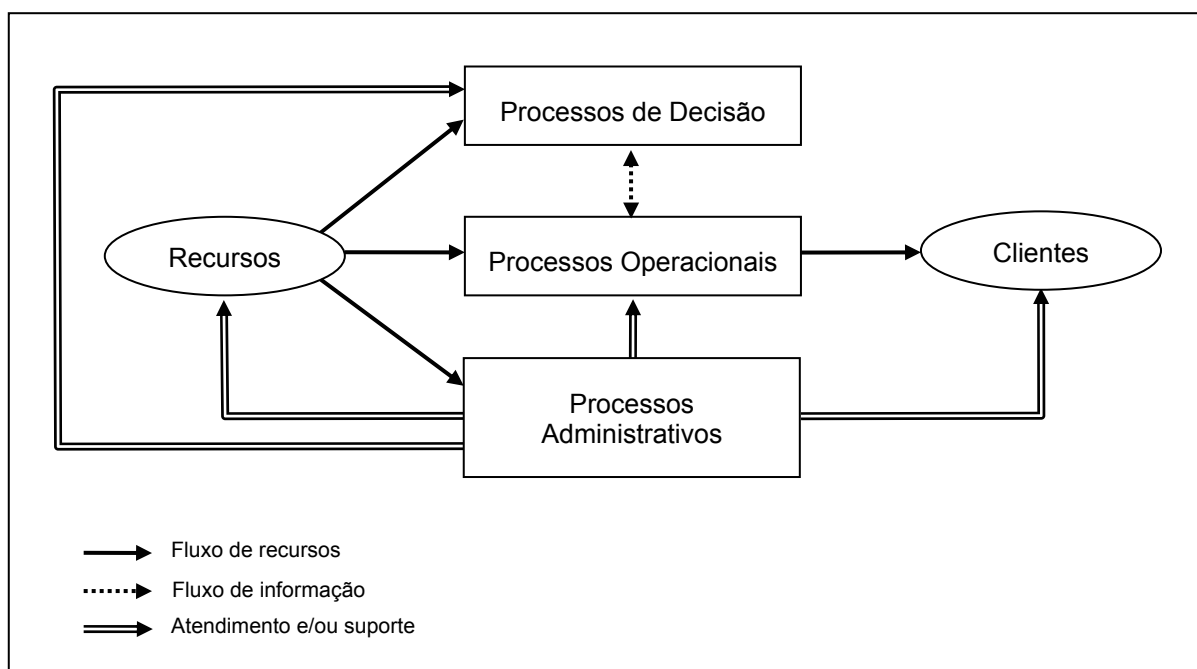 Processos de Decisão
Recursos
Processos Operacionais
Clientes
Processos
Administrativos
Fluxo de recursos
Fluxo de informação
Atendimento e/ou suporte